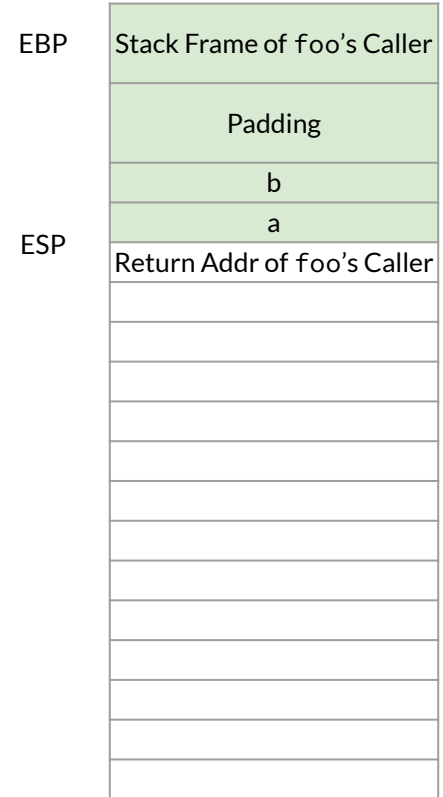 EBP
Stack Frame of foo’s Caller
Padding
b
a
ESP
Return Addr of foo’s Caller